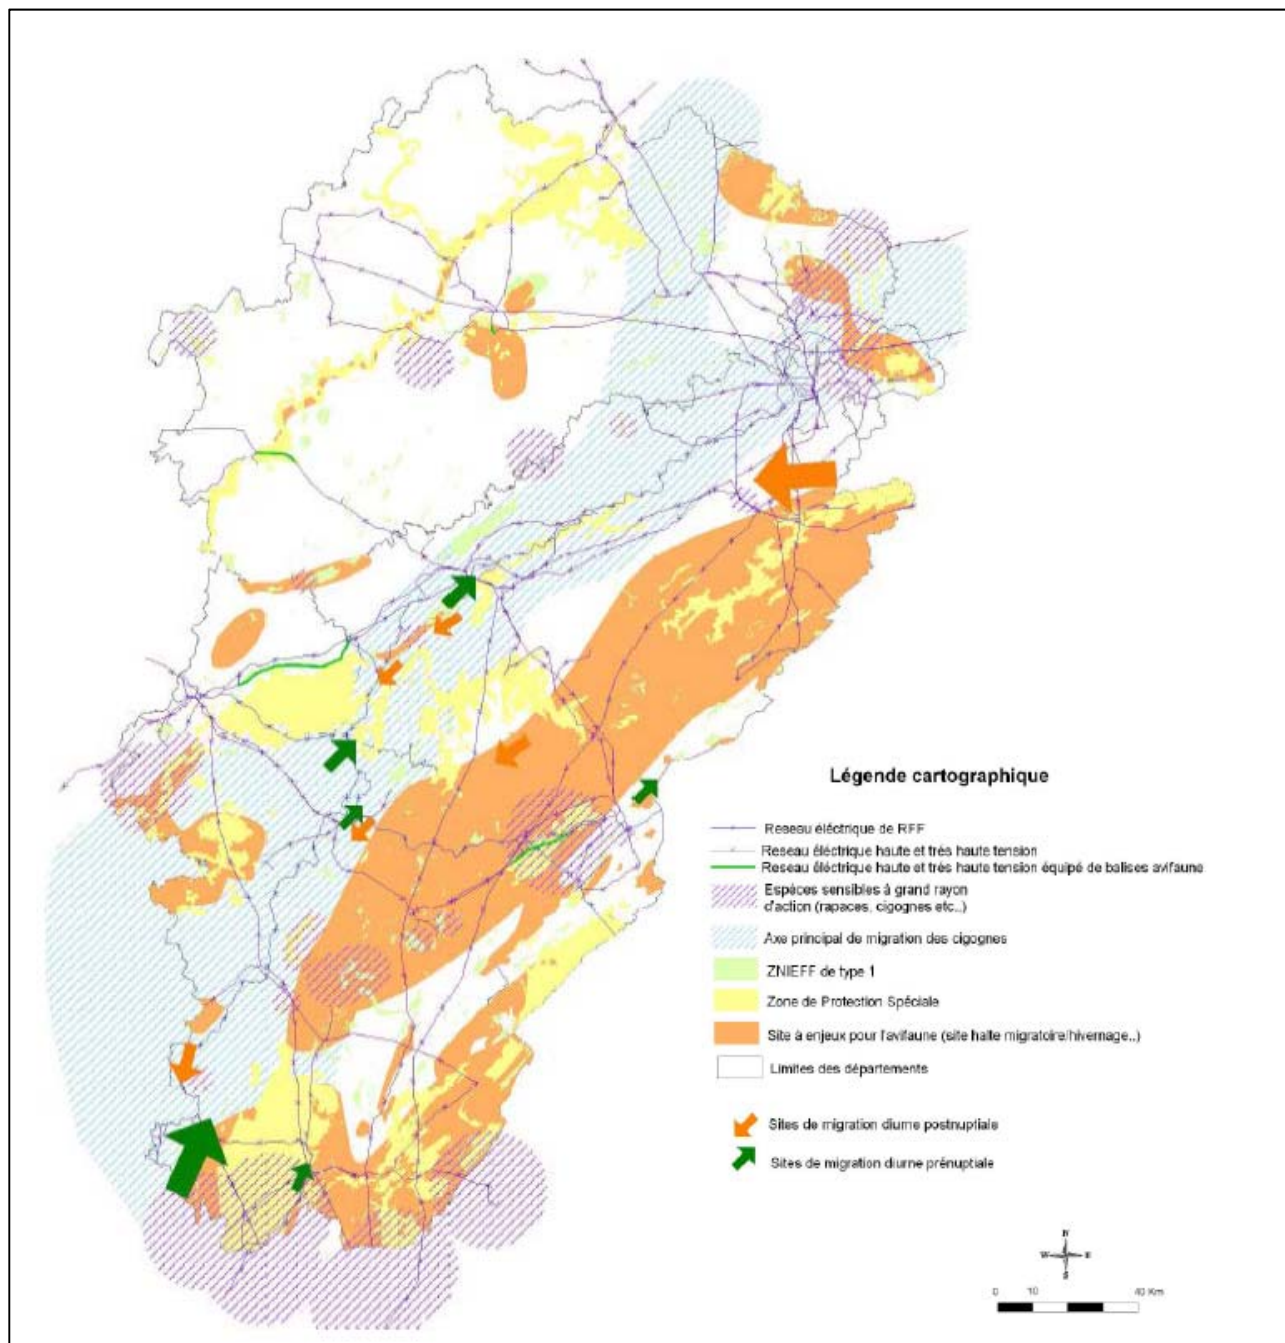 Légende cartographique
Reseau éléctrique de RFF
Reseau éléctrique haute et très haute tension
Reseau éléctrique haute et très haute tension équipé de balises avifaune
Espèces sensibles à grand rayon
d'action (rapaces, cigognes etc..)
Axe principal de migration des cigognes
ZNIEFF de type 1
Zone de Protection Spéciale
Site à enjeux pour l'avifaune (site halte migratoire/hivernage..)
Limites des départements
Sites de migration diurne postnuptiale
Sites de migration diurne prénuptiale
N
W E
S
0 10 40 Km